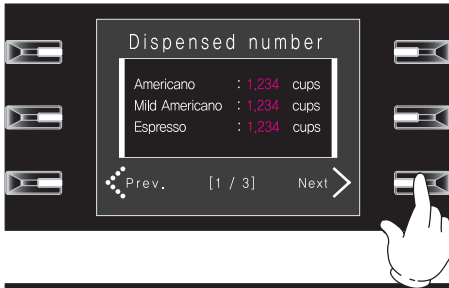 Dispensed number
Americano : 1,234 cups
Mild Americano : 1,234 cups
Espresso : 1,234 cups
Prev. [1 / 3] Next